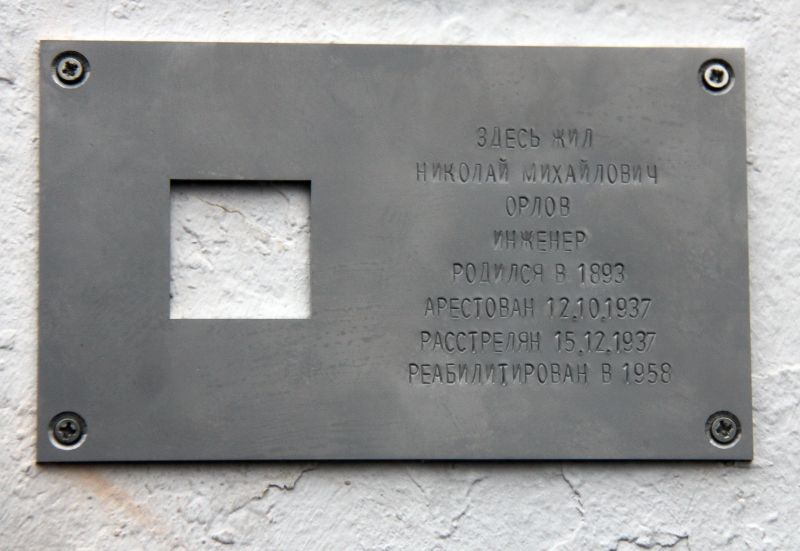 ЗДЕСЬ ЖИЛ
НИКОЛАЙ МИХАЙЛОВИЧ
ОРЛОВ
ИНЖЕНЕР
РОДИЛСЯ В 1893
АРЕСТОВАН 12.10.1937
РАССТРЕЛЯН 15.12.1937
РЕАБИЛИТИРОВАН В 1958